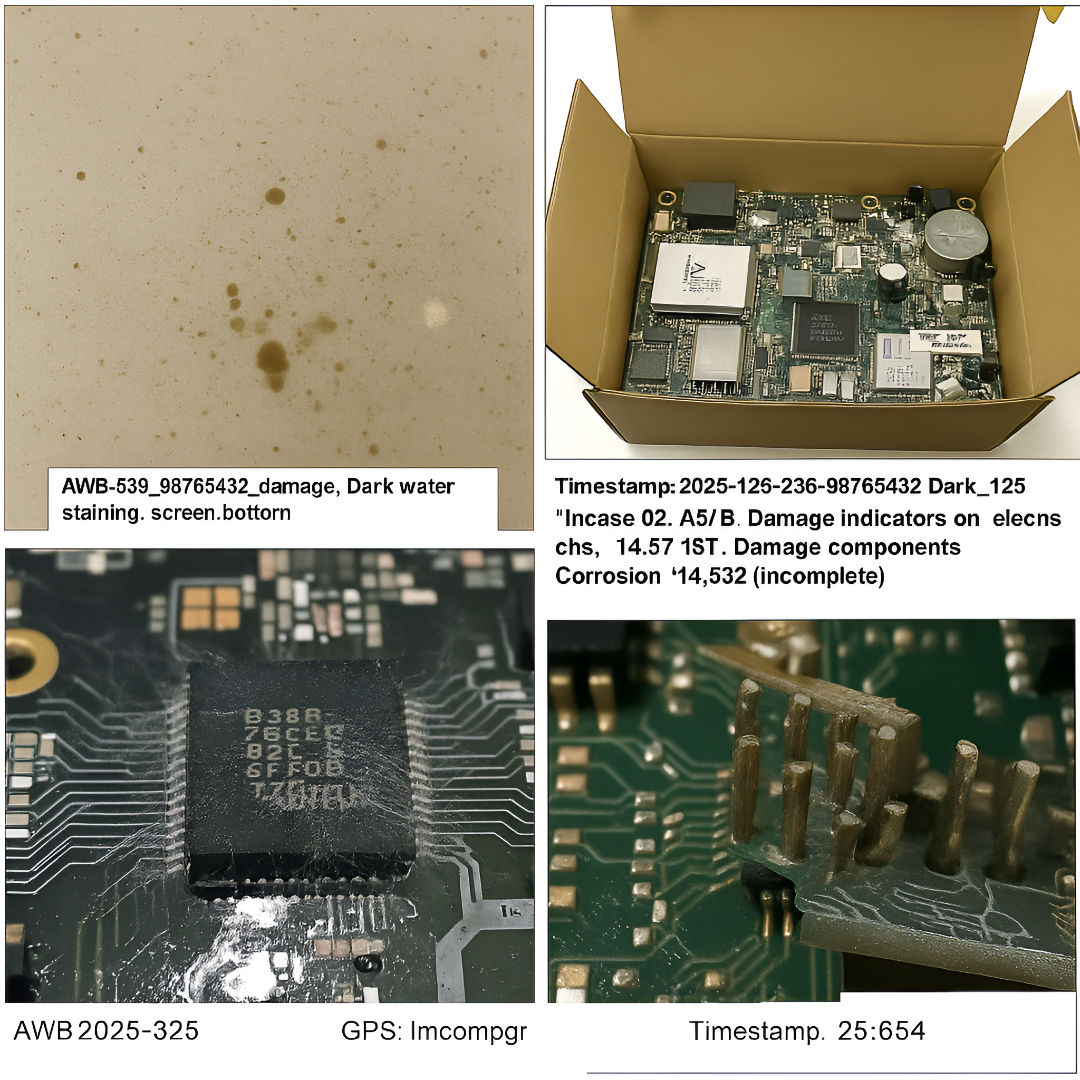 AWB-539_98765432_damage, Dark water
staining. screen.bottorn
Timestamp: 2025-126-236-98765432 Dark_125
"Incase 02. A5/B. Damage indicators on elecns
chs, 14.57 1ST. Damage components
Corrosion '14,532 (incomplete)
B38R
6FF0B
AWB 2025-325
GPS: Imcompgr
Timestamp. 25:654